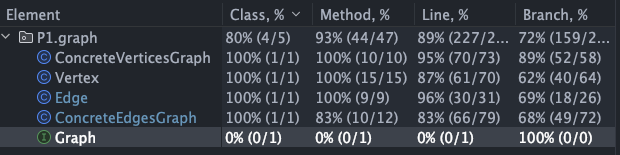 Element Class, % Method, % Line, % Branch, %
P1.graph 80% (4/5) 93% (44/47) 89% (227/2... 72% (159/2...
C ConcreteVerticesGraph 100% (1/1) 100% (10/10) 95% (70/73) 89% (52/58)
C Vertex 100% (1/1) 100% (15/15) 87% (61/70) 62% (40/64)
C Edge 100% (1/1) 100% (9/9) 96% (30/31) 69% (18/26)
C ConcreteEdgesGraph 100% (1/1) 83% (10/12) 83% (66/79) 68% (49/72)
I Graph 0% (0/1) 0% (0/1) 0% (0/1) 100% (0/0)